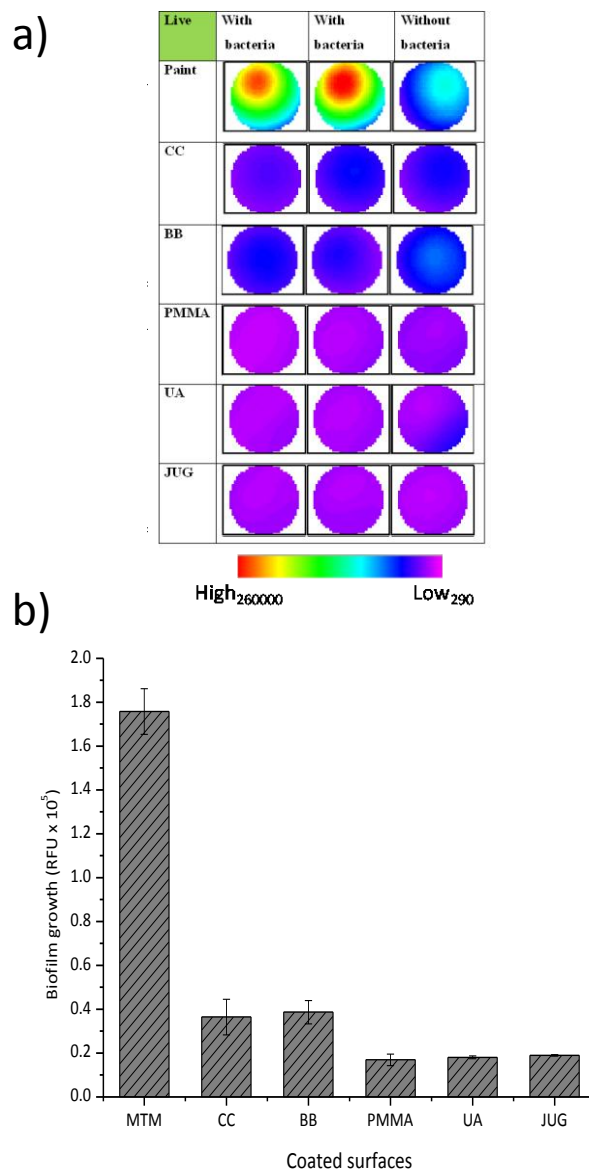 a)
Live With bacteria With bacteria Without bacteria
Paint
CC
BB
PMMA
UA
JUG
High260000 Low290
b)
2.0
1.8
1.6
1.4
1.2
1.0
0.8
0.6
0.4
0.2
0.0
Biofilm growth (RFU x 10⁵)
MTM CC BB PMMA UA JUG
Coated surfaces